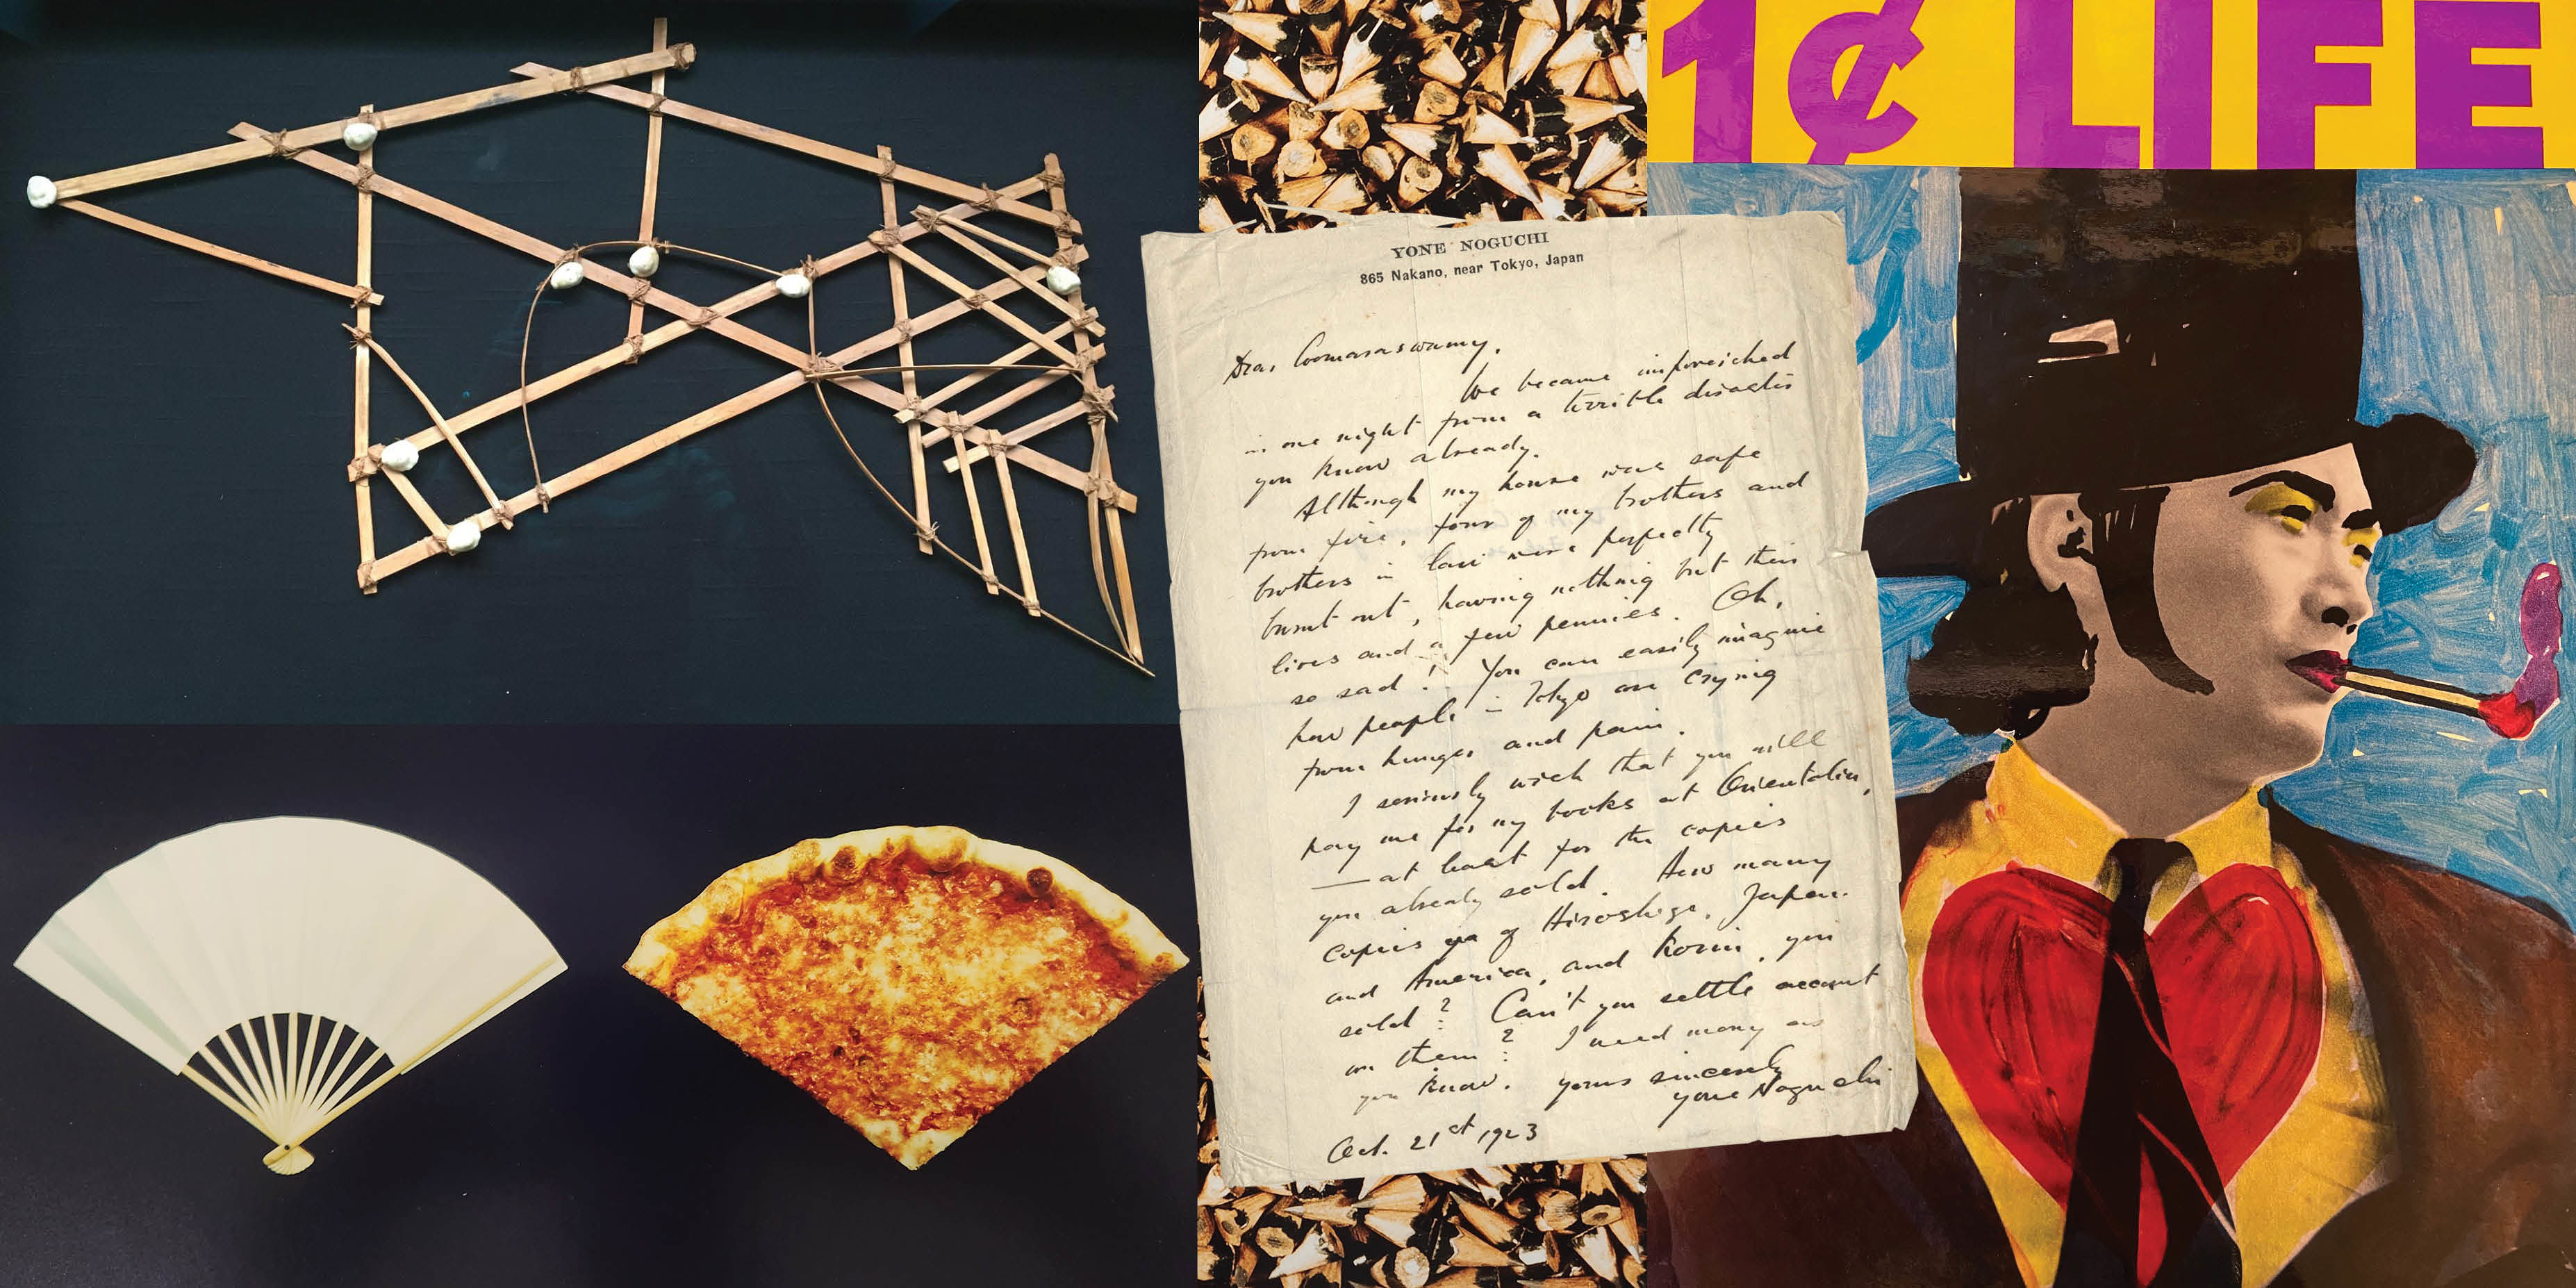 1¢ LIFE
YONE NOGUCHI
865 Nakano, near Tokyo, Japan
Dear Coomaraswamy,
We became impoveiched
in one night from a terrible disaster
you know already.
Although my house was safe
from fire, four of my brothers and
brothers in law were perfectly
burnt out, having nothing but their
lives and a few pennies. Oh,
so sad! You can easily imagine
how people in Tokyo are crying
from hunger and pain.
I seriously wish that you will
pay me for my books at Orientalia,
— at least for the copies
you already sold. How many
copies of Hiroshige, Japan
and America, and Korin, you
sold? Can't you settle account
on them? I need money as
you know. yours sincerely
Yone Noguchi
Oct. 21st 1923